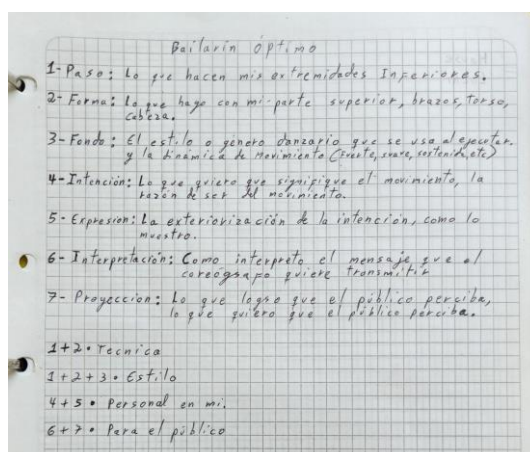 Bailarín óptimo
1- Paso: Lo que hacen mis extremidades Inferiores.
2- Forma: Lo que hago con mi parte superior, brazos, torso,
cabeza.
3- Fondo: El estilo o género danzario que se usa al ejecutar.
y la dinámica de movimiento (fuerte, suave, sostenido, etc)
4- Intención: Lo que quiero que signifique el movimiento, la
razón de ser del movimiento.
5- Expresion: La exteriorización de la intención, como lo
muestro.
6- Interpretación: Como interpreto el mensaje que el
coreógrafo quiere transmitir
7- Proyeccion: Lo que logro que el público perciba,
lo que quiero que el público perciba.
1+2 • Tecnica
1+2+3 • Estilo
4+5 • Personal en mi.
6+7 • Para el público